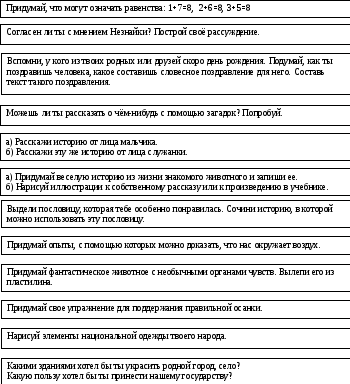 Придумай, что могут означать равенства: 1+7=8, 2+6=8, 3+5=8
Согласен ли ты с мнением Незнайки? Построй своё рассуждение.
Вспомни, у кого из твоих родных или друзей скоро день рождения. Подумай, как ты
поздравишь человека, какое составишь словесное поздравление для него. Составь
текст такого поздравления.
Можешь ли ты рассказать о чём-нибудь с помощью загадок? Попробуй.
а) Расскажи историю от лица мальчика.
б) Расскажи эту же историю от лица служанки.
а) Придумай веселую историю из жизни знакомого животного и запиши ее.
б) Нарисуй иллюстрации к собственному рассказу или к произведению в учебнике.
Выдели пословицу, которая тебе особенно понравилась. Сочини историю, в которой
можно использовать эту пословицу.
Придумай опыты, с помощью которых можно доказать, что нас окружает воздух.
Придумай фантастическое животное с необычными органами чувств. Вылепи его из
пластилина.
Придумай свое упражнение для поддержания правильной осанки.
Нарисуй элементы национальной одежды твоего народа.
Какими зданиями хотел бы ты украсить родной город, село?
Какую пользу хотел бы ты принести нашему государству?